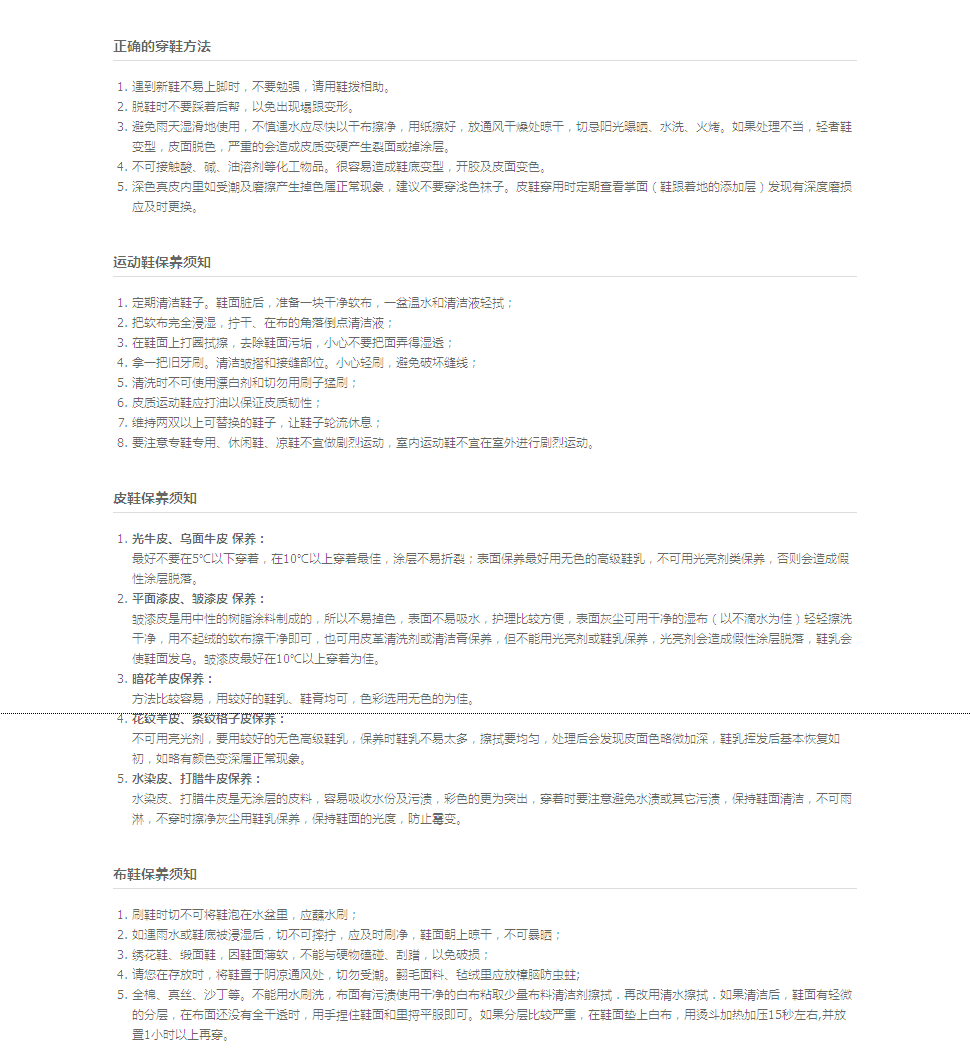 正确的穿鞋方法
1. 遇到新鞋不易上脚时，不要勉强，请用鞋拨相助。
2. 脱鞋时不要踩着后帮，以免出现塌跟变形。
3. 避免雨天湿滑地使用，不慎遇水应尽快以干布擦净，用纸擦好，放通风干燥处晾干，切忌阳光曝晒、水洗、火烤。如果处理不当，轻者鞋
变型，皮面脱色，严重的会造成皮质变硬产生裂面或掉涂层。
4. 不可接触酸、碱、油溶剂等化工物品。很容易造成鞋底变型，开胶及皮面变色。
5. 深色真皮内里如受潮及磨擦产生掉色属正常现象，建议不要穿浅色袜子。皮鞋穿用时定期查看掌面（鞋跟着地的添加层）发现有深度磨损
应及时更换。
运动鞋保养须知
1. 定期清洁鞋子。鞋面脏后，准备一块干净软布，一盆温水和清洁液轻拭；
2. 把软布完全浸湿，拧干、在布的角落倒点清洁液；
3. 在鞋面上打圈拭擦，去除鞋面污垢，小心不要把面弄得湿透；
4. 拿一把旧牙刷。清洁皱摺和接缝部位。小心轻刷，避免破坏缝线；
5. 清洗时不可使用漂白剂和切勿用刷子猛刷；
6. 皮质运动鞋应打油以保证皮质韧性；
7. 维持两双以上可替换的鞋子，让鞋子轮流休息；
8. 要注意专鞋专用、休闲鞋、凉鞋不宜做剧烈运动，室内运动鞋不宜在室外进行剧烈运动。
皮鞋保养须知
1. 光牛皮、乌面牛皮 保养：
最好不要在5℃以下穿着，在10℃以上穿着最佳，涂层不易折裂；表面保养最好用无色的高级鞋乳，不可用光亮剂类保养，否则会造成假
性涂层脱落。
2. 平面漆皮、皱漆皮 保养：
皱漆皮是用中性的树脂涂料制成的，所以不易掉色，表面不易吸水，护理比较方便，表面灰尘可用干净的湿布（以不滴水为佳）轻轻擦洗
干净，用不起绒的软布擦干净即可，也可用皮革清洗剂或清洁膏保养，但不能用光亮剂或鞋乳保养，光亮剂会造成假性涂层脱落，鞋乳会
使鞋面发乌。皱漆皮最好在10℃以上穿着为佳。
3. 暗花羊皮保养：
方法比较容易，用较好的鞋乳、鞋膏均可，色彩选用无色的为佳。
4. 花纹羊皮、条纹格子皮保养：
不可用亮光剂，要用较好的无色高级鞋乳，保养时鞋乳不易太多，擦拭要均匀，处理后会发现皮面色略微加深，鞋乳挥发后基本恢复如
初，如略有颜色变深属正常现象。
5. 水染皮、打腊牛皮保养：
水染皮、打腊牛皮是无涂层的皮料，容易吸收水份及污渍，彩色的更为突出，穿着时要注意避免水渍或其它污渍，保持鞋面清洁，不可雨
淋，不穿时擦净灰尘用鞋乳保养，保持鞋面的光度，防止霉变。
布鞋保养须知
1. 刷鞋时切不可将鞋泡在水盆里，应蘸水刷；
2. 如遇雨水或鞋底被浸湿后，切不可搾拧，应及时刷净，鞋面朝上晾干，不可暴晒；
3. 绣花鞋、缎面鞋，因鞋面薄软，不能与硬物磕碰、刮蹭，以免破损；
4. 请您在存放时，将鞋置于阴凉通风处，切勿受潮。翻毛面料、毡绒里应放樟脑防虫蛀;
5. 全棉、真丝、沙丁等。不能用水刷洗，布面有污渍使用干净的白布粘取少量布料清洁剂擦拭．再改用清水擦拭．如果清洁后，鞋面有轻微
的分层，在布面还没有全干透时，用手捏住鞋面和里捋平服即可。如果分层比较严重，在鞋面垫上白布，用烫斗加热加压15秒左右,并放
置1小时以上再穿。